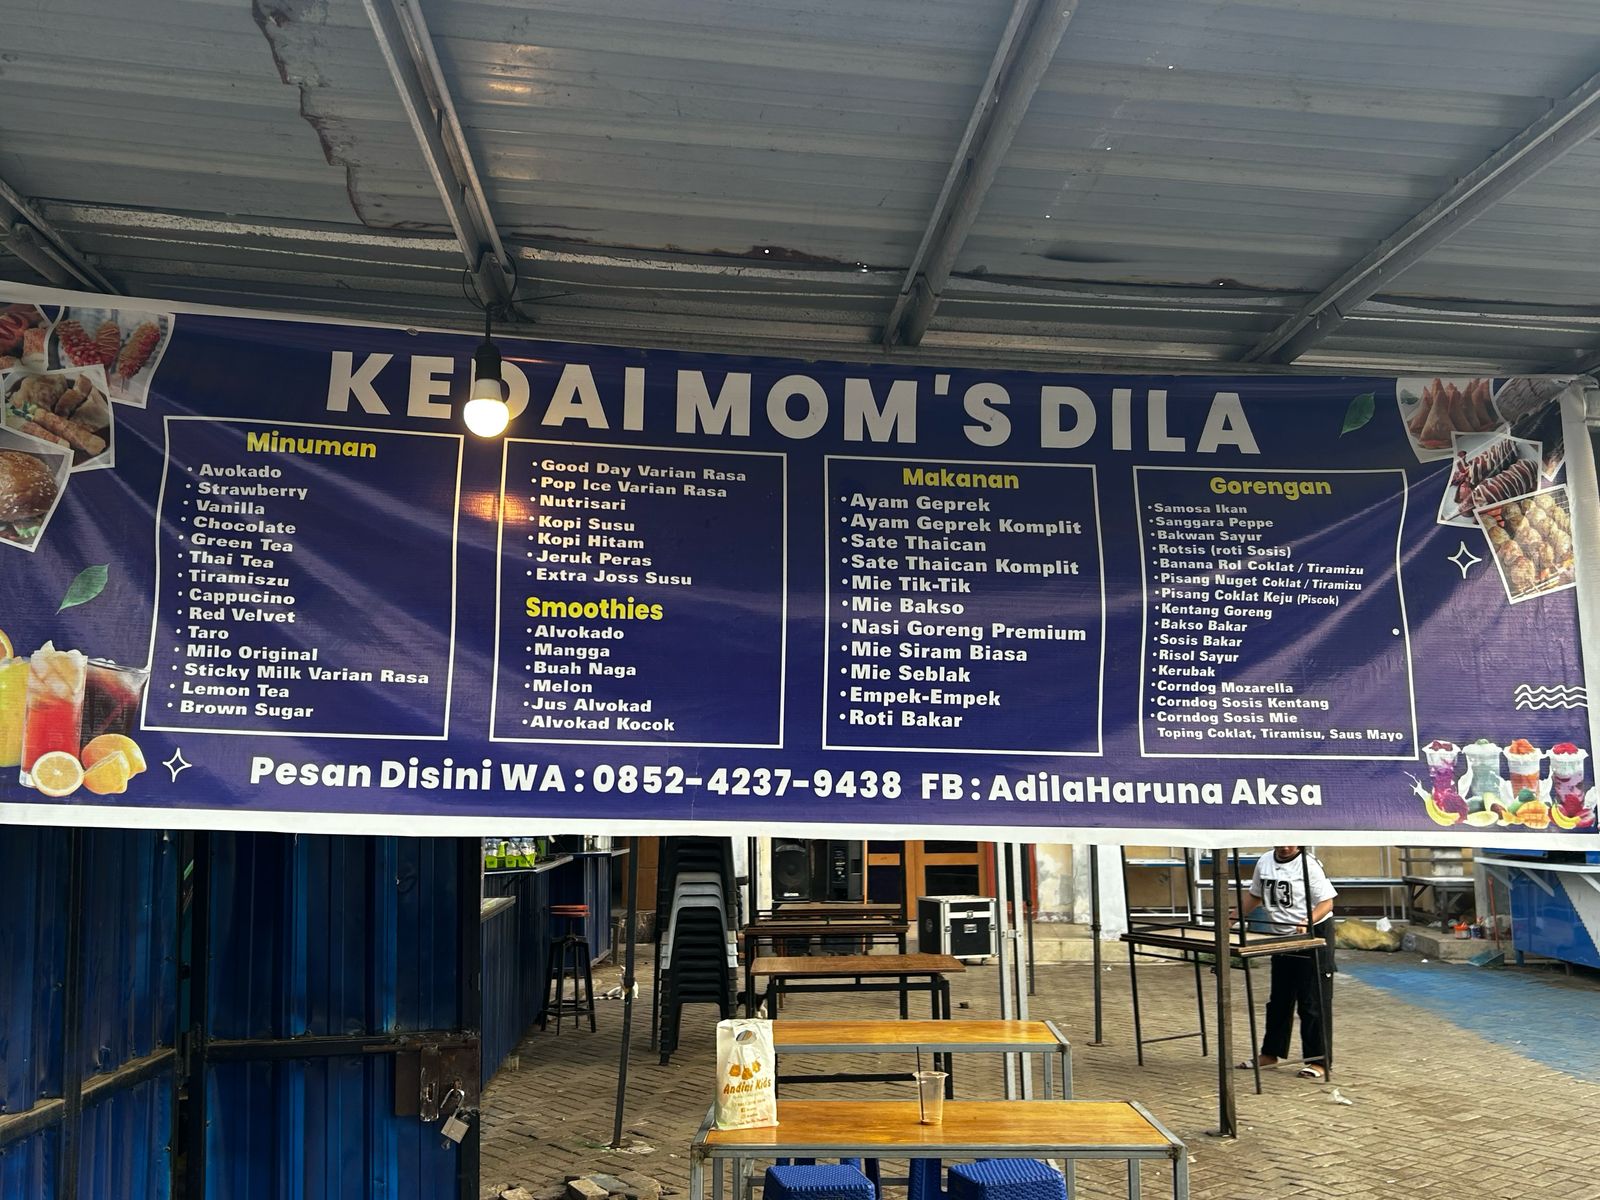 KEDAI MOM'S DILA
Minuman
• Avokado
• Strawberry
• Vanilla
• Chocolate
• Green Tea
• Thai Tea
• Tiramiszu
• Cappucino
• Red Velvet
• Taro
• Milo Original
• Sticky Milk Varian Rasa
• Lemon Tea
• Brown Sugar
• Good Day Varian Rasa
• Pop Ice Varian Rasa
• Nutrisari
• Kopi Susu
• Kopi Hitam
• Jeruk Peras
• Extra Joss Susu
Smoothies
• Alvokado
• Mangga
• Buah Naga
• Melon
• Jus Alvokad
• Alvokad Kocok
Makanan
• Ayam Geprek
• Ayam Geprek Komplit
• Sate Thaican
• Sate Thaican Komplit
• Mie Tik-Tik
• Mie Bakso
• Nasi Goreng Premium
• Mie Siram Biasa
• Mie Seblak
• Empek-Empek
• Roti Bakar
Gorengan
• Samosa Ikan
• Sanggara Peppe
• Bakwan Sayur
• Rotsis (roti Sosis)
• Banana Rol Coklat / Tiramizu
• Pisang Nuget Coklat / Tiramizu
• Pisang Coklat Keju (Piscok)
• Kentang Goreng
• Bakso Bakar
• Sosis Bakar
• Risol Sayur
• Kerubak
• Corndog Mozarella
• Corndog Sosis Kentang
• Corndog Sosis Mie
Toping Coklat, Tiramisu, Saus Mayo
Pesan Disini WA : 0852-4237-9438 FB : AdilaHaruna Aksa
773
Andini Kids